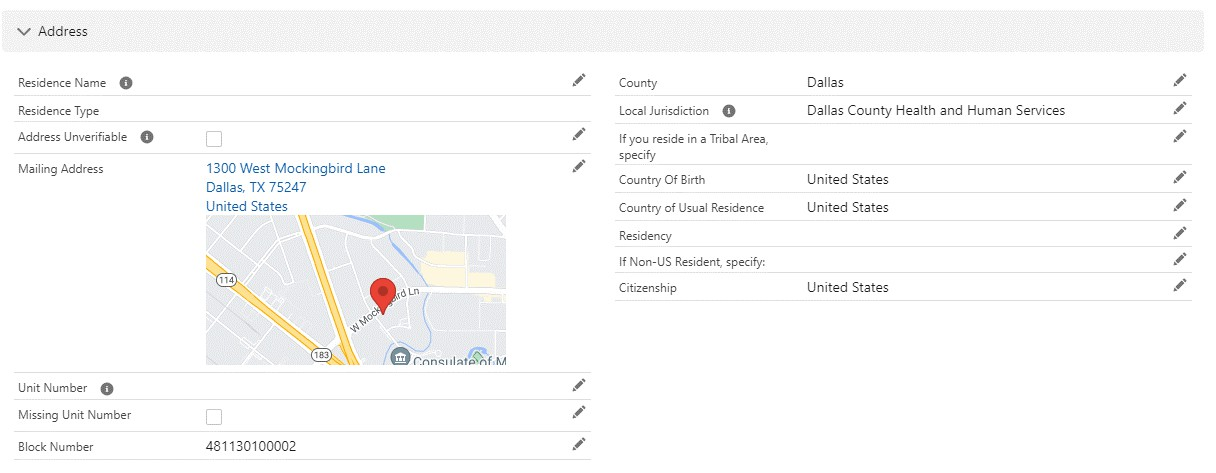 Address
Residence Name
Residence Type
Address Unverifiable
Mailing Address
1300 West Mockingbird Lane
Dallas, TX 75247
United States
114
W Mockingbird Ln
183
Consulate of M
Unit Number
Missing Unit Number
Block Number 481130100002
County Dallas
Local Jurisdiction Dallas County Health and Human Services
If you reside in a Tribal Area,
specify
Country Of Birth United States
Country of Usual Residence United States
Residency
If Non-US Resident, specify:
Citizenship United States